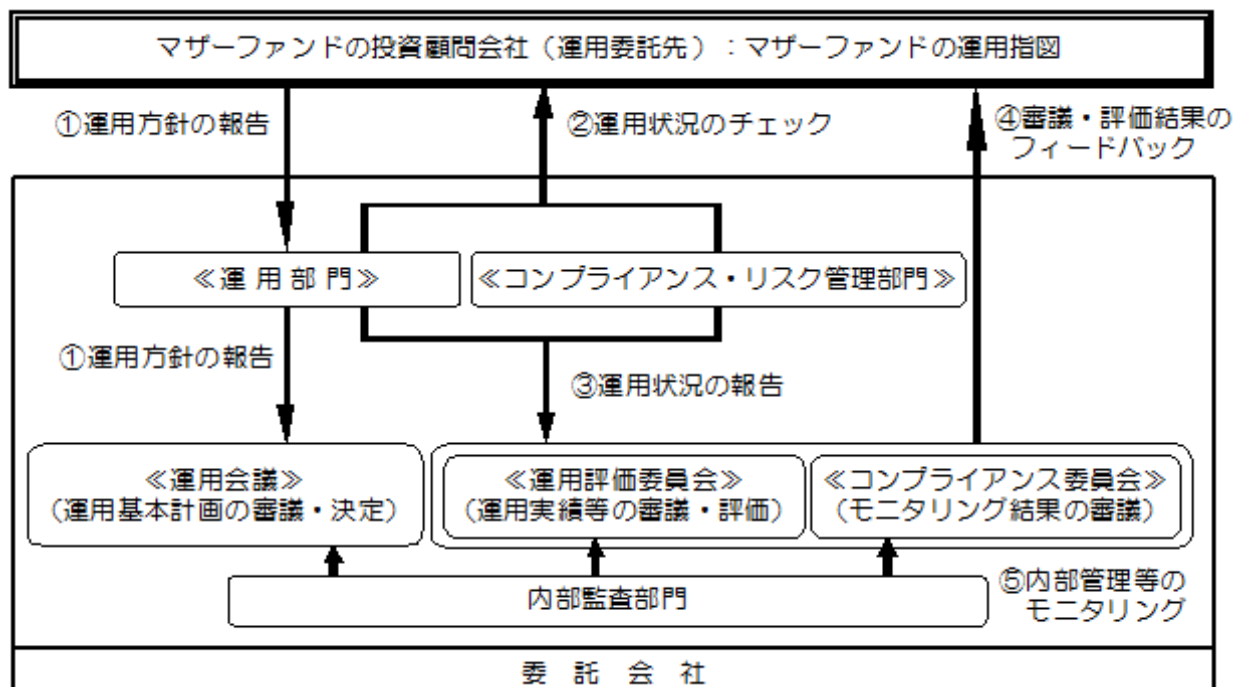 マザーファンドの投資顧問会社（運用委託先）：マザーファンドの運用指図
①運用方針の報告
②運用状況のチェック
④審議・評価結果の
フィードバック
≪運 用 部 門≫
≪コンプライアンス・リスク管理部門≫
①運用方針の報告
③運用状況の報告
≪運用会議≫
（運用基本計画の審議・決定）
≪運用評価委員会≫
（運用実績等の審議・評価）
≪コンプライアンス委員会≫
（モニタリング結果の審議）
内部監査部門
⑤内部管理等の
モニタリング
委 託 会 社